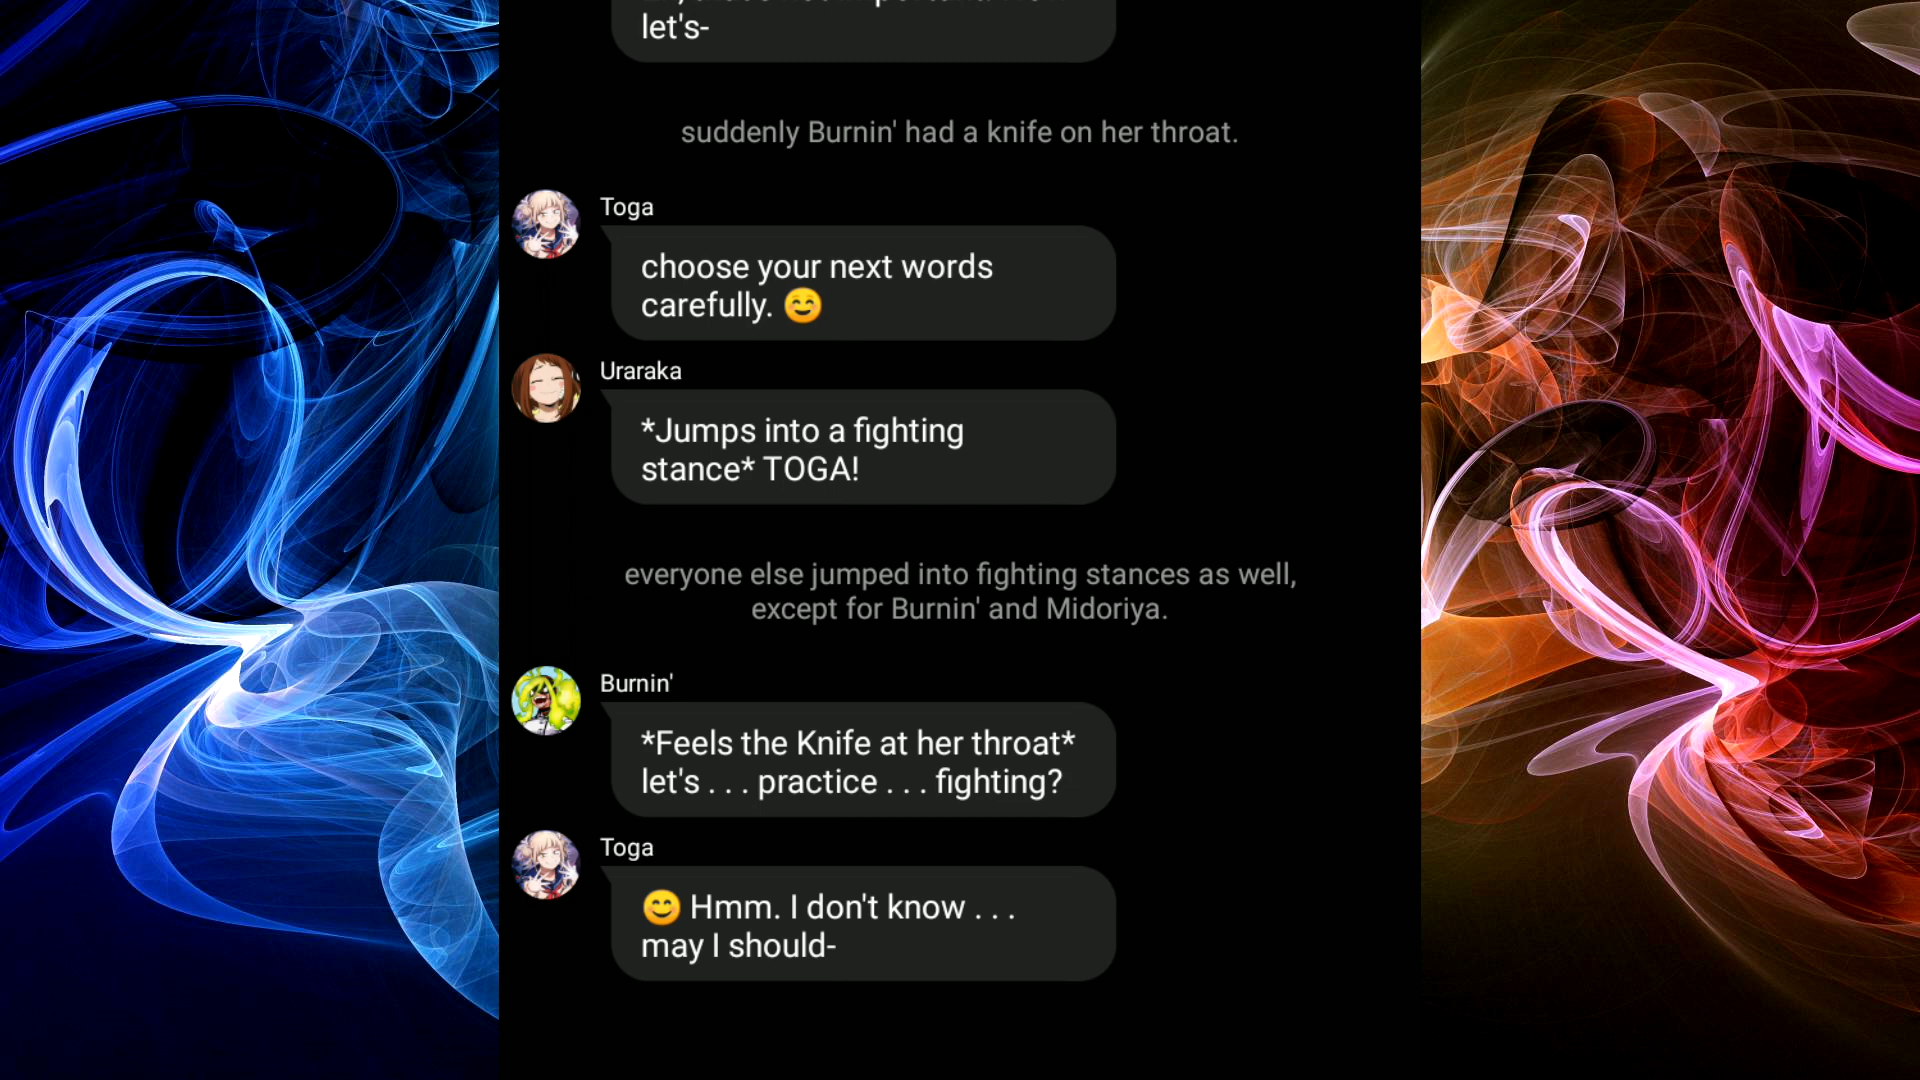 let's-
suddenly Burnin' had a knife on her throat.
Toga
choose your next words
carefully. 😊
Uraraka
*Jumps into a fighting
stance* TOGA!
everyone else jumped into fighting stances as well,
except for Burnin' and Midoriya.
Burnin'
*Feels the Knife at her throat*
let's . . . practice . . . fighting?
Toga
😊 Hmm. I don't know . . .
may I should-